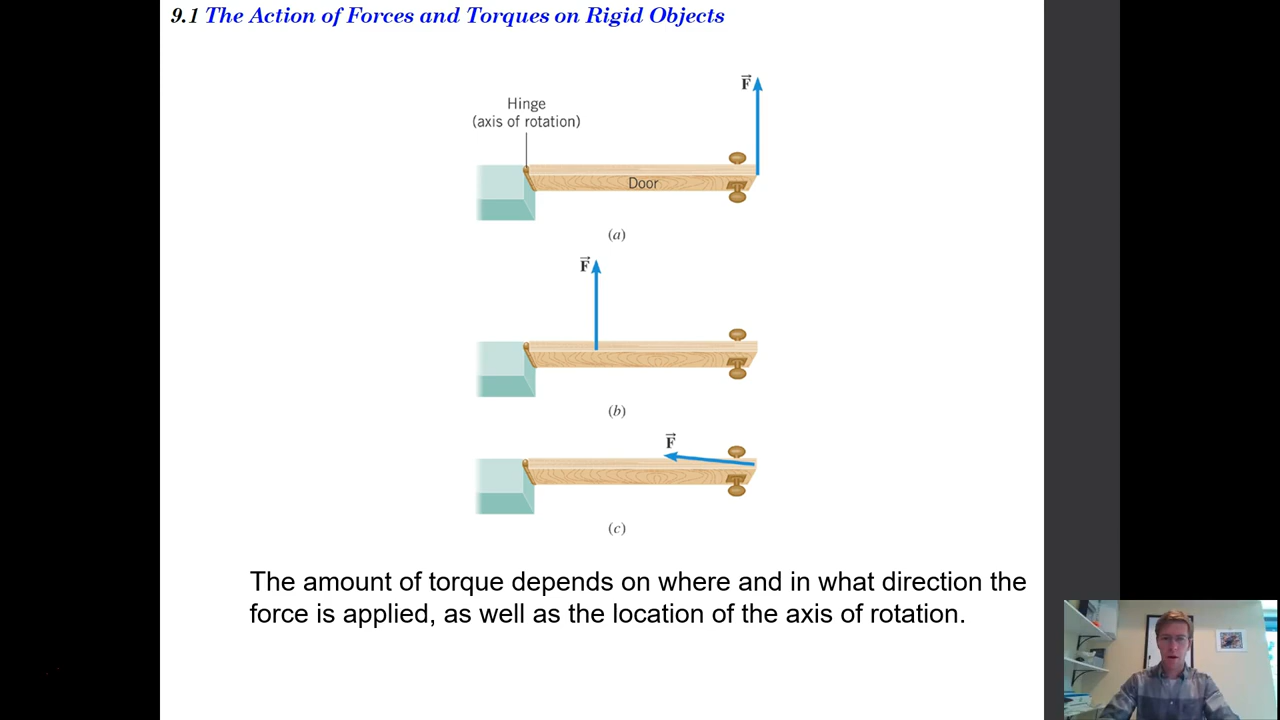 9.1 The Action of Forces and Torques on Rigid Objects
F
Hinge
(axis of rotation)
Door
(a)
F
(b)
F
(c)
The amount of torque depends on where and in what direction the
force is applied, as well as the location of the axis of rotation.